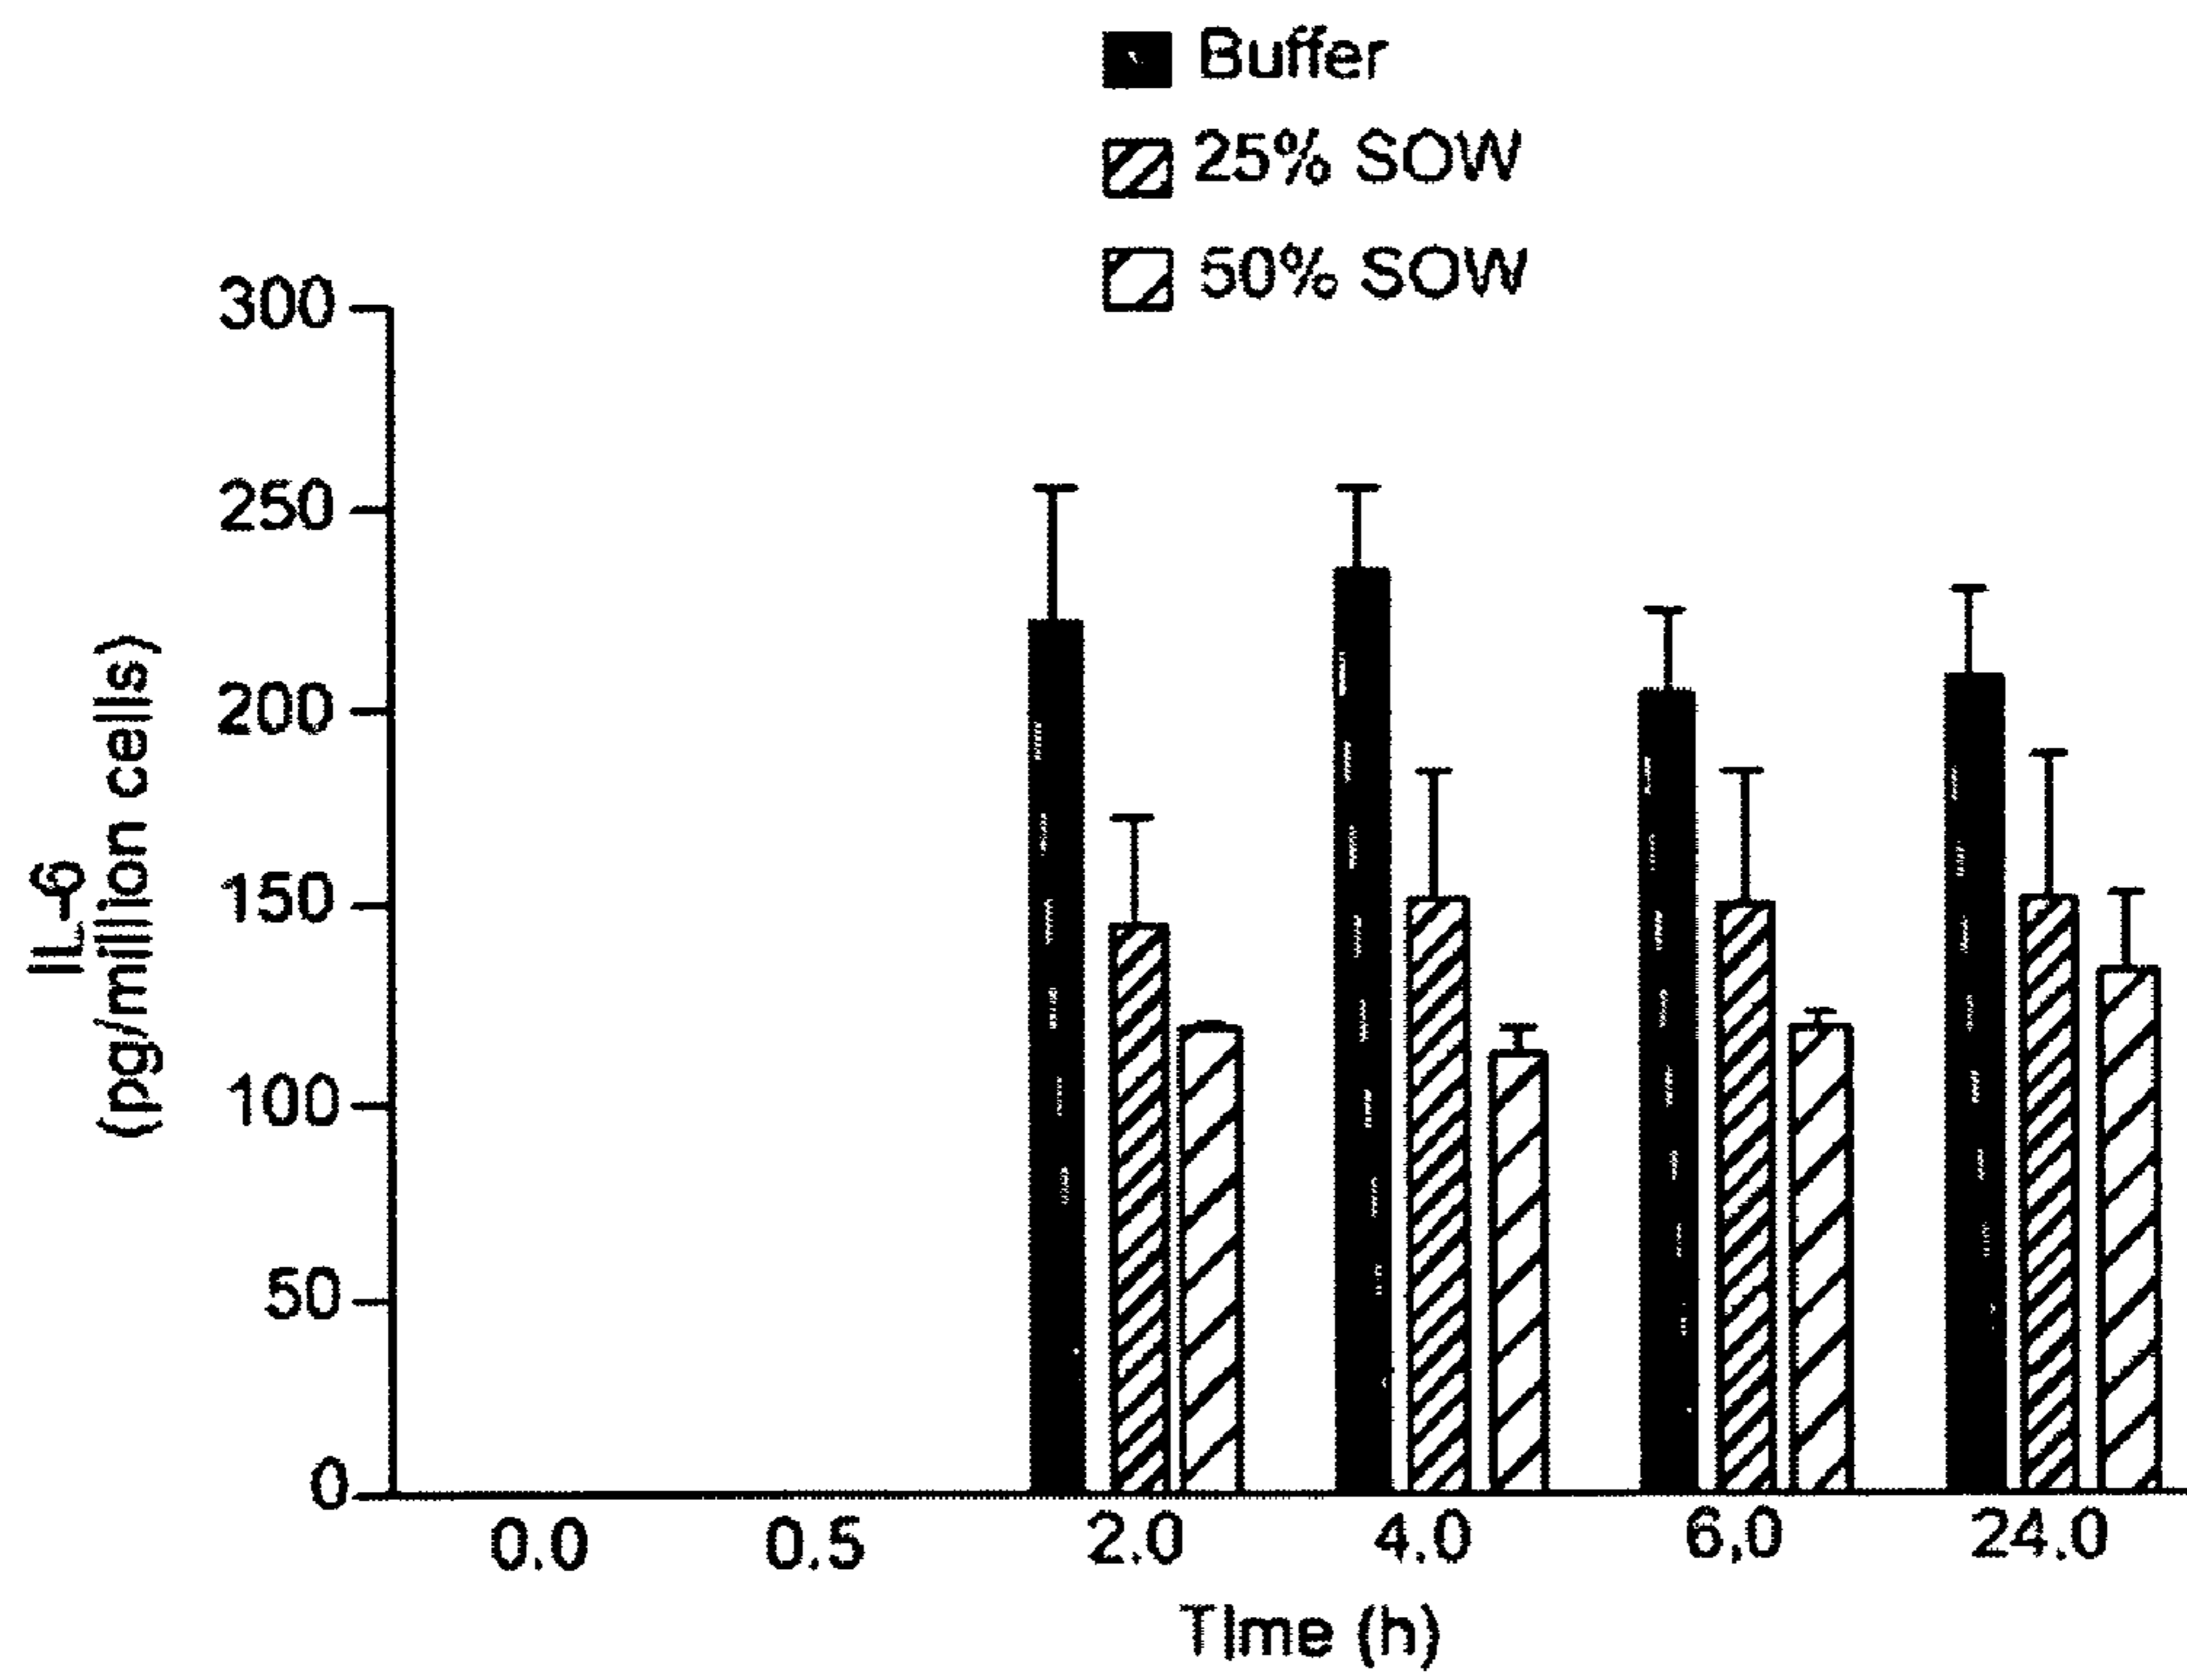 Buffer
25% SOW
50% SOW
300
250
200
150
100
50
0
IL-6
(pg/million cells)
0.0 0.5 2.0 4.0 6,0 24.0
Time (h)